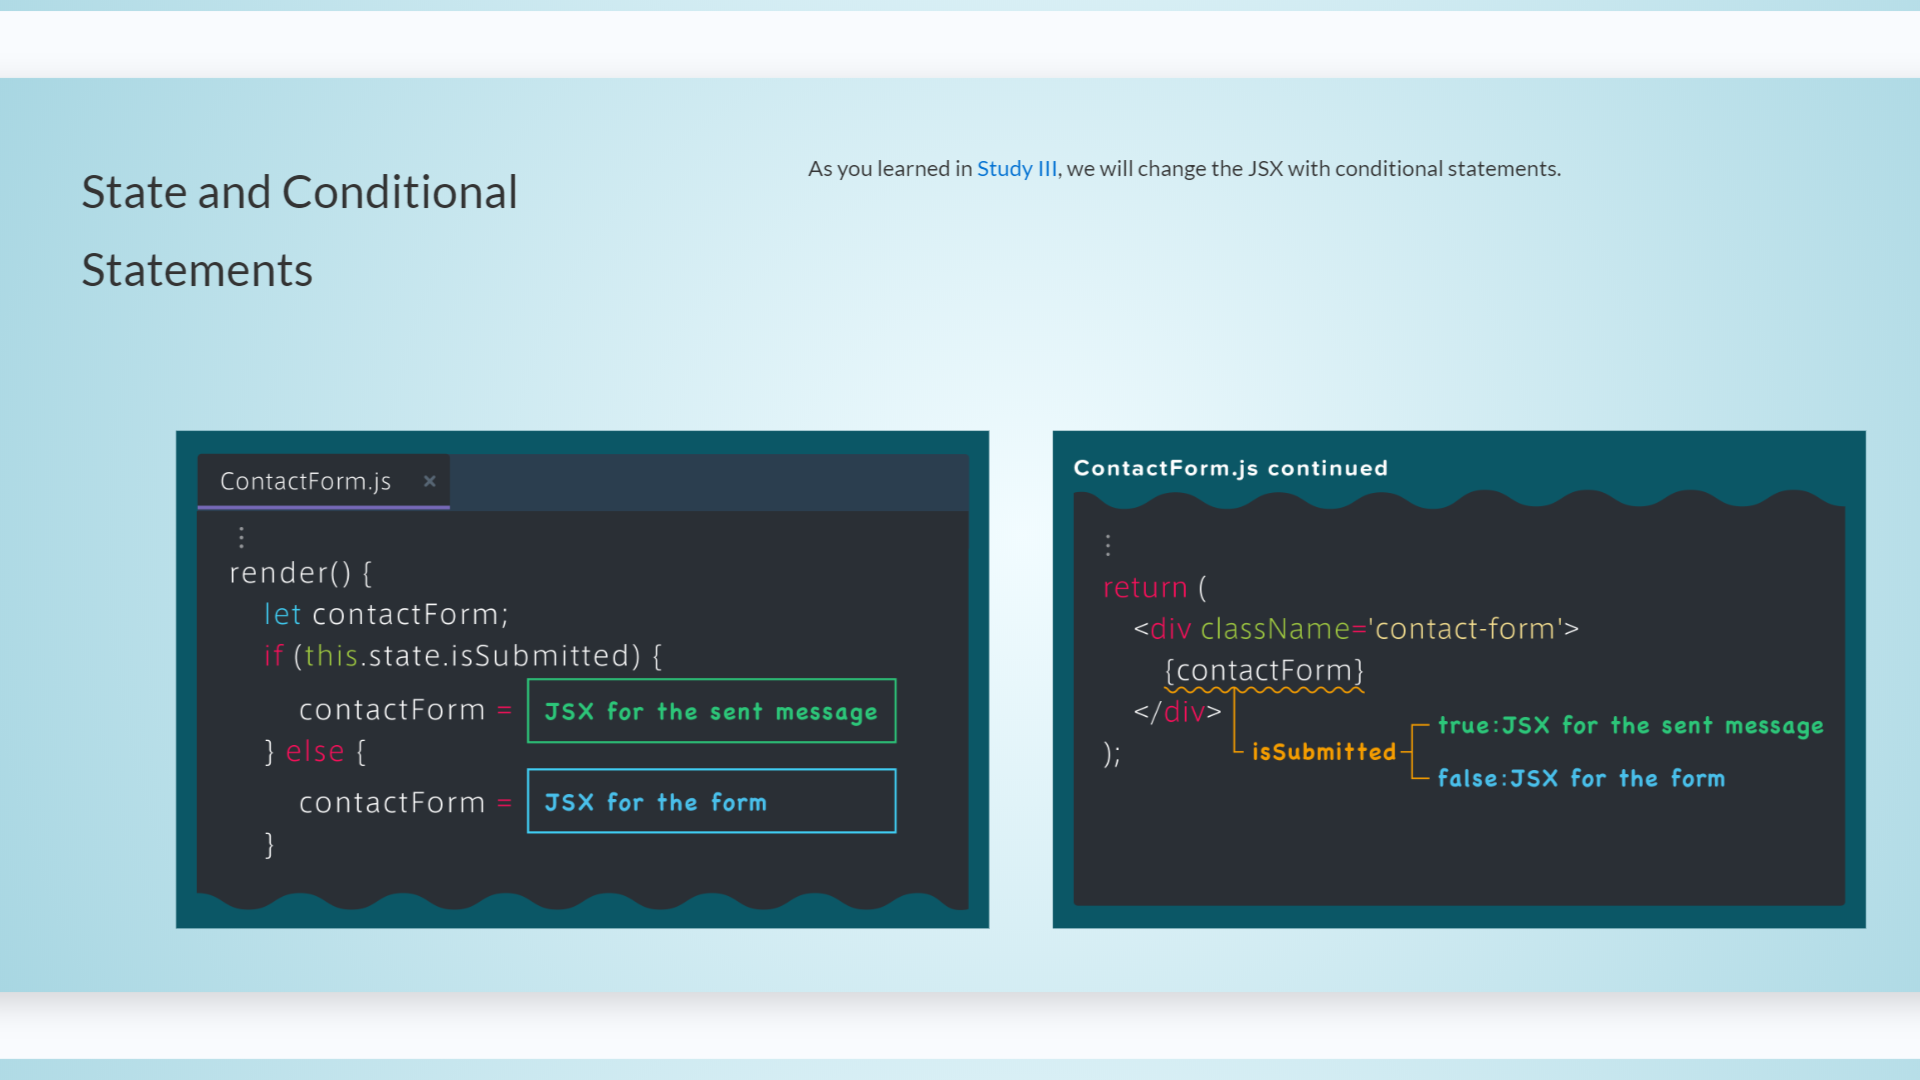 State and Conditional
Statements
As you learned in Study III, we will change the JSX with conditional statements.
ContactForm.js ×
⋮
render() {
let contactForm;
if (this.state.isSubmitted) {
contactForm = JSX for the sent message
} else {
contactForm = JSX for the form
}
ContactForm.js continued
⋮
return (
<div className='contact-form'>
{contactForm}
</div>
);
isSubmitted
true:JSX for the sent message
false:JSX for the form